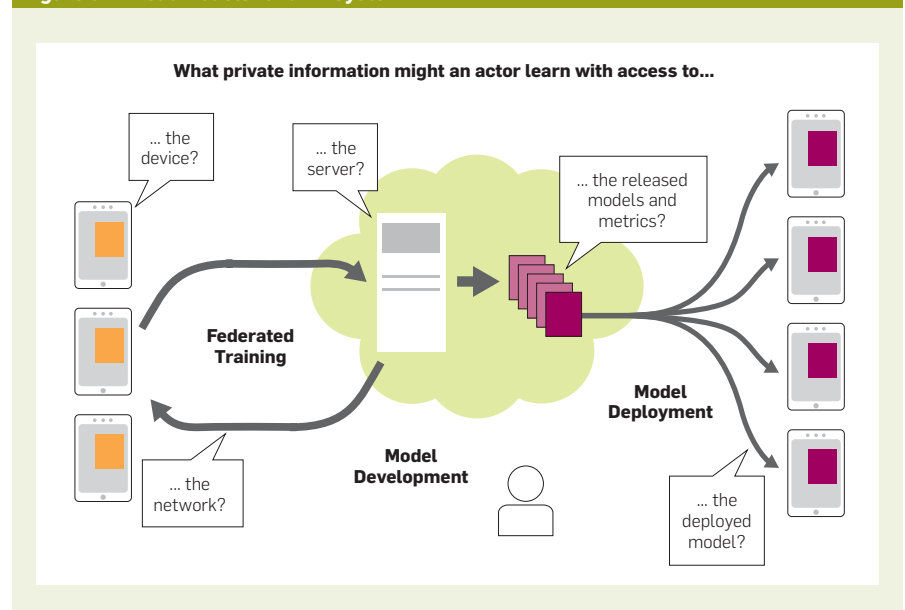 What private information might an actor learn with access to...
... the
device?
... the
server?
... the released
models and
metrics?
Federated
Training
Model
Deployment
Model
Development
... the
network?
... the
deployed
model?